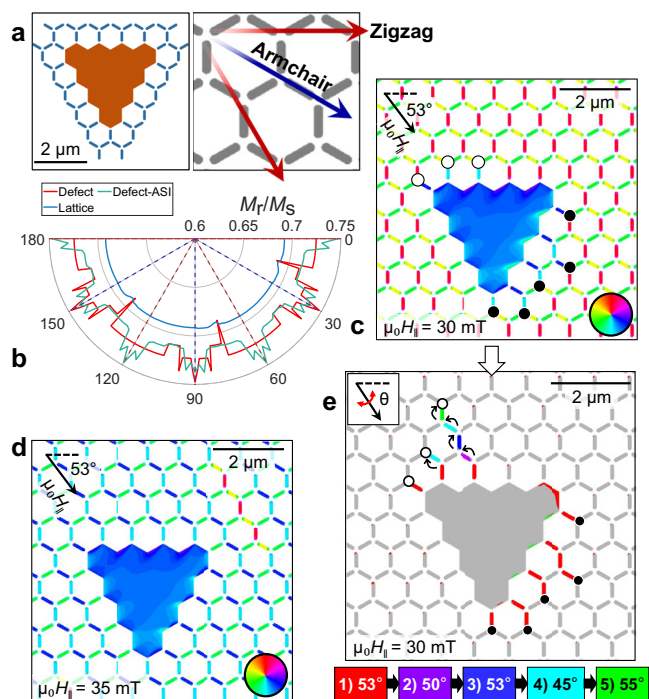 a
2 µm
Zigzag
Armchair
Defect
Defect-ASI
Lattice
Mr/Ms
0.6
0.65
0.7
0.75
180
0
150
30
120
60
90
b
c
53°
µ₀H∥
2 µm
µ₀H∥ = 30 mT
d
53°
µ₀H∥
2 µm
µ₀H∥ = 35 mT
e
θ
2 µm
µ₀H∥ = 30 mT
1) 53°
2) 50°
3) 53°
4) 45°
5) 55°